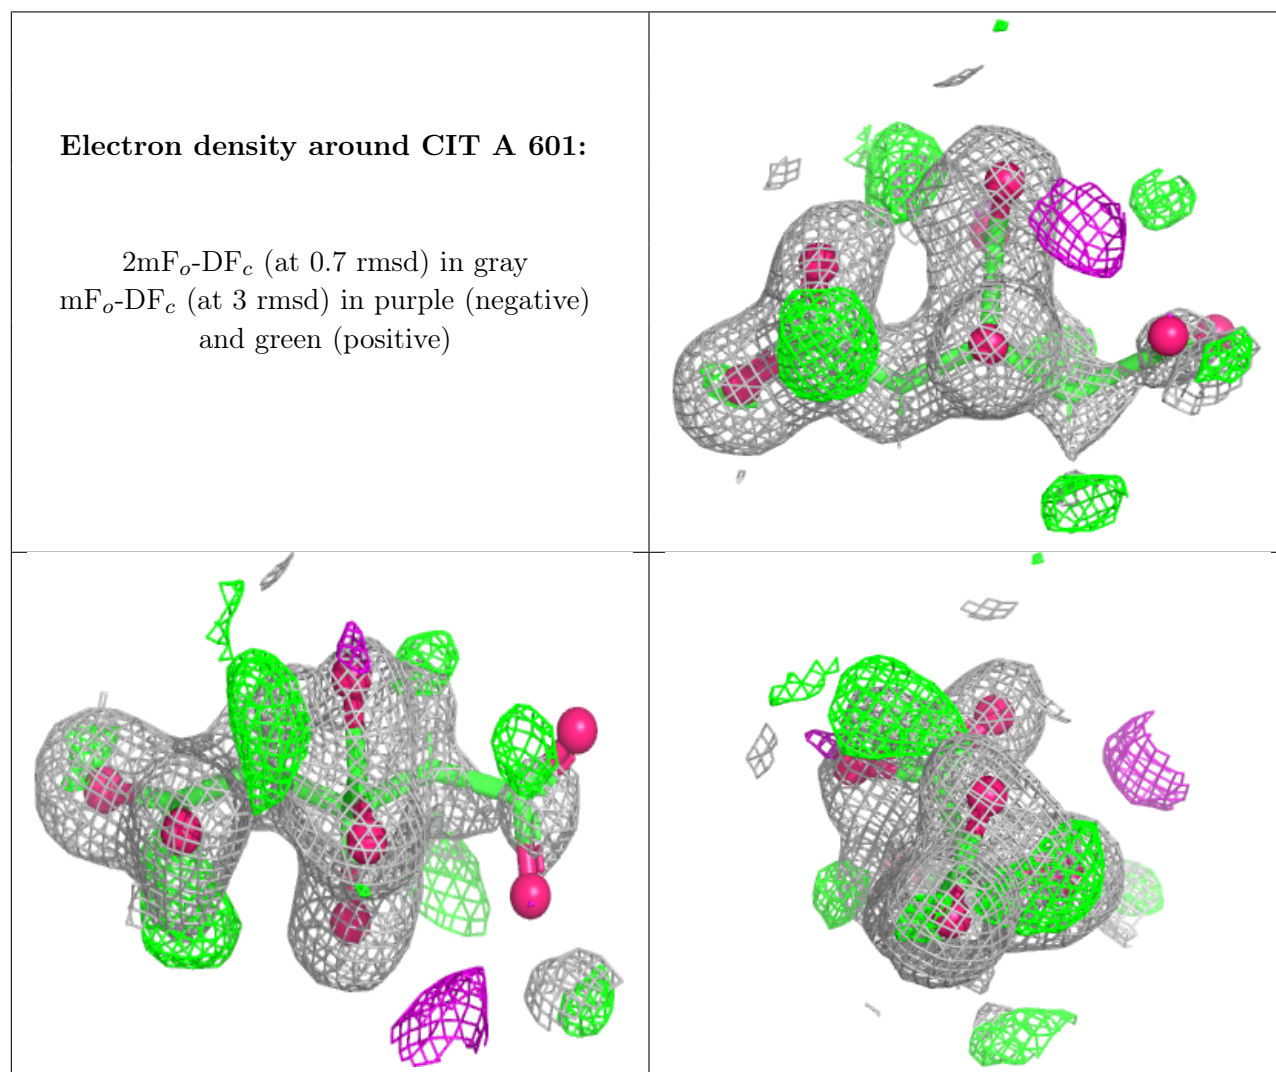 Electron density around CIT A 601:
2mFo-DFc (at 0.7 rmsd) in gray
mFo-DFc (at 3 rmsd) in purple (negative)
and green (positive)